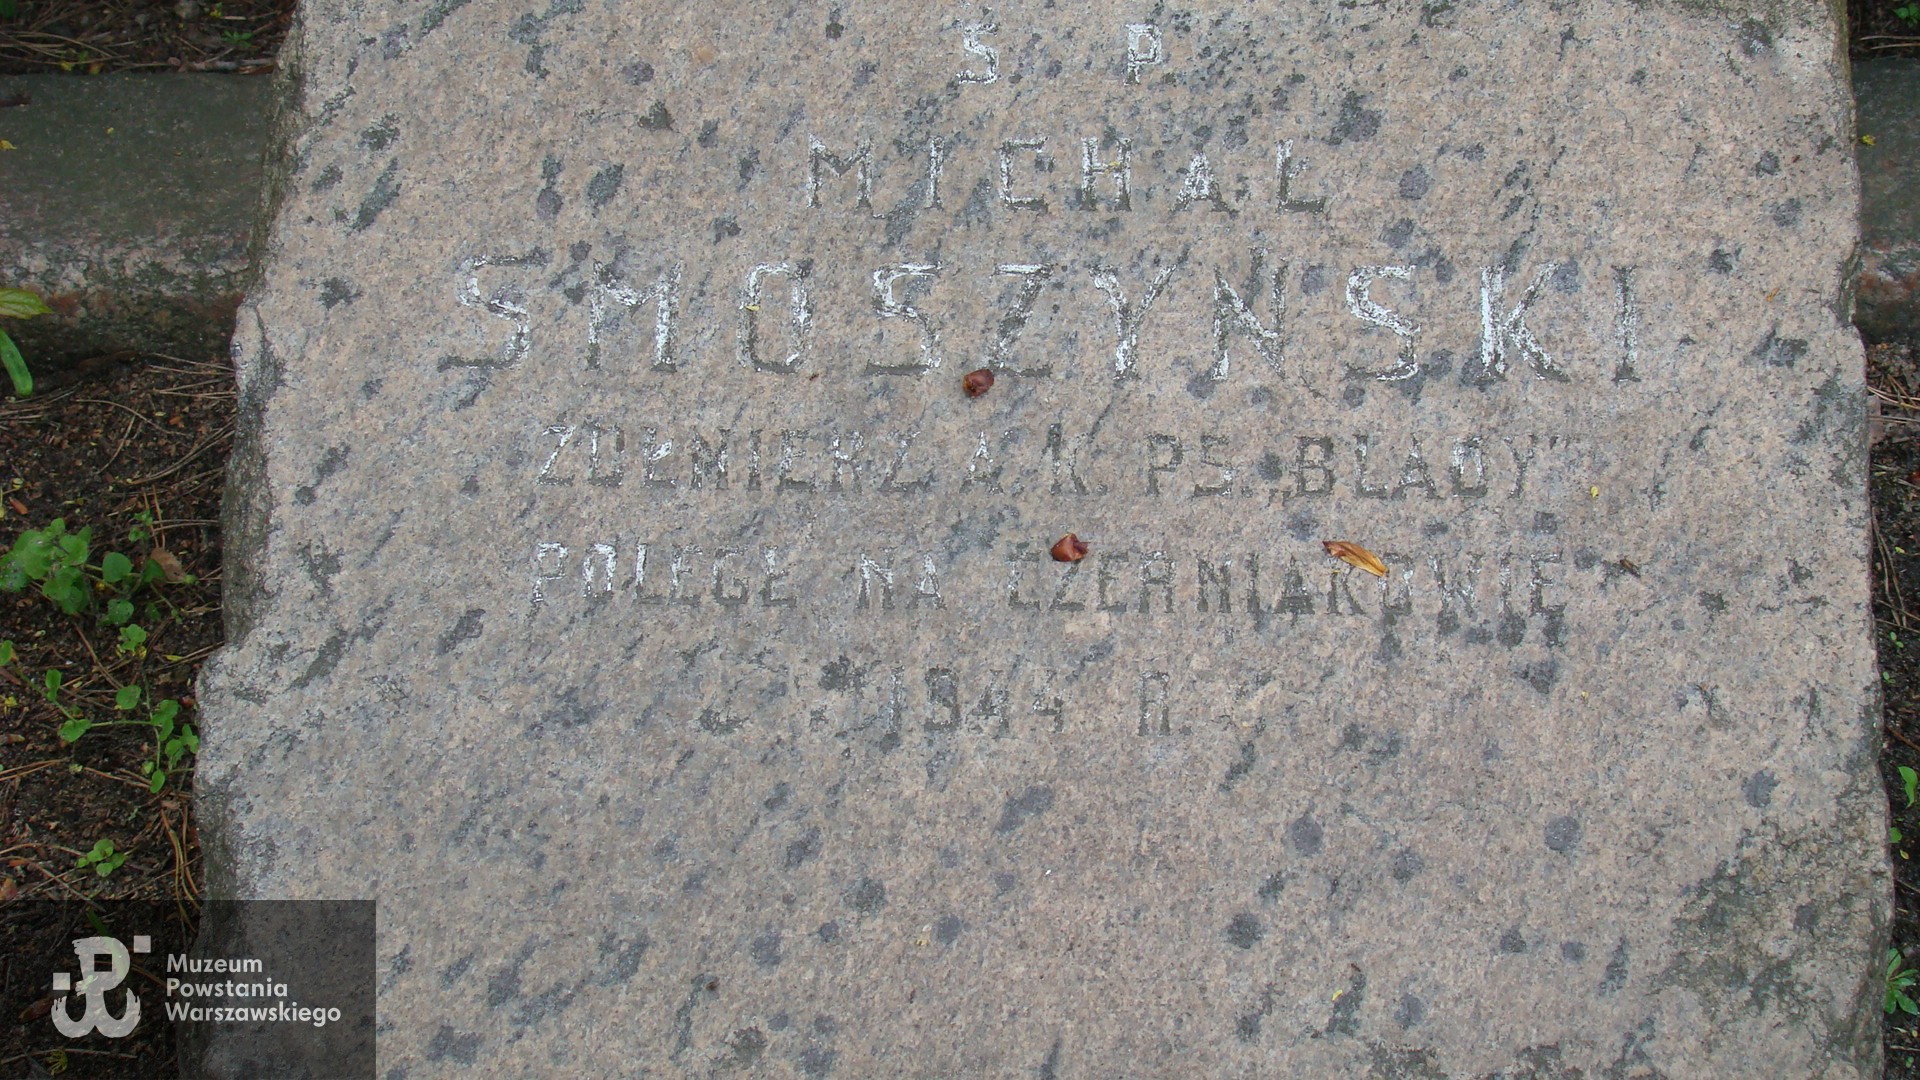 Ś P
MICHAŁ
SMOSZYŃSKI
ŻOŁNIERZ A.K. PS. „BLADY"
POLEGŁ NA CZERNIAKOWIE
1944 R.
Muzeum
Powstania
Warszawskiego